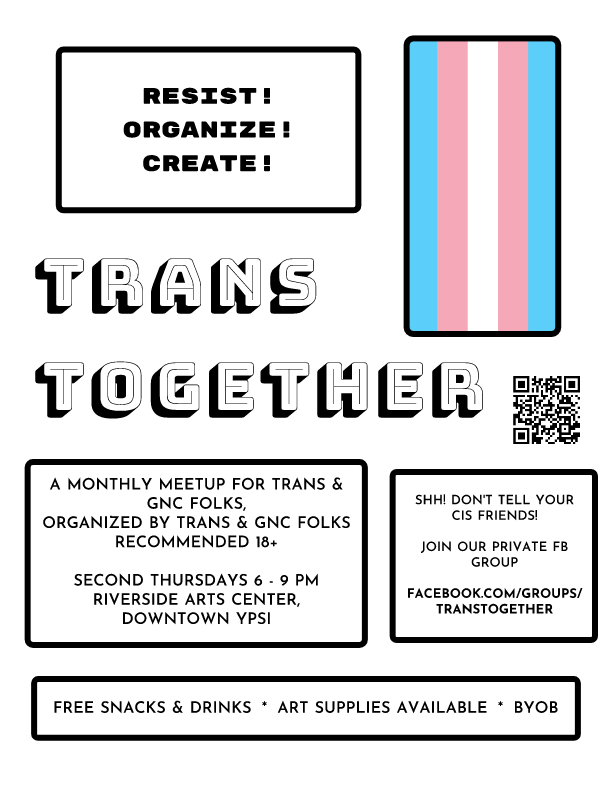 RESIST!
ORGANIZE!
CREATE!
TRANS
TOGETHER
A MONTHLY MEETUP FOR TRANS &
GNC FOLKS,
ORGANIZED BY TRANS & GNC FOLKS
RECOMMENDED 18+
SECOND THURSDAYS 6 - 9 PM
RIVERSIDE ARTS CENTER,
DOWNTOWN YPSI
SHH! DON'T TELL YOUR
CIS FRIENDS!
JOIN OUR PRIVATE FB
GROUP
FACEBOOK.COM/GROUPS/
TRANSTOGETHER
FREE SNACKS & DRINKS * ART SUPPLIES AVAILABLE * BYOB